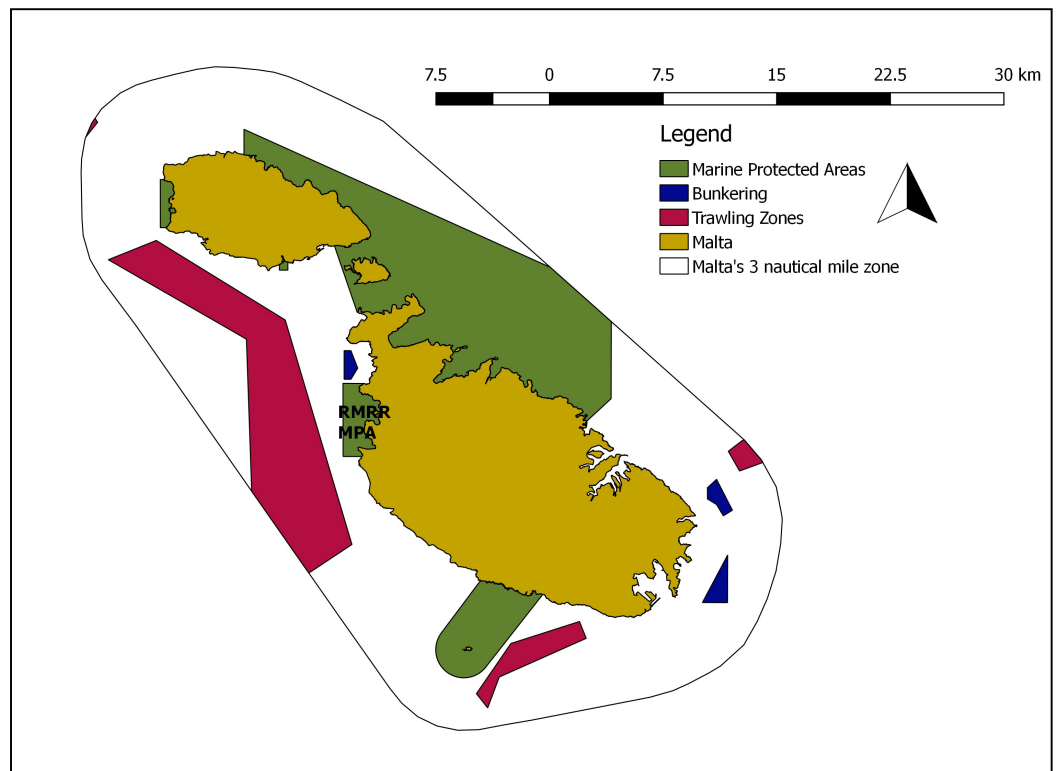 7.5 0 7.5 15 22.5 30 km
Legend
Marine Protected Areas
Bunkering
Trawling Zones
Malta
Malta's 3 nautical mile zone
RMRR
MPA